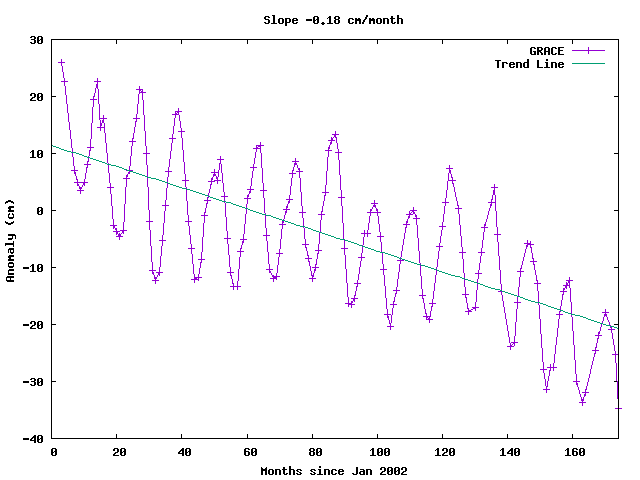 Slope -0.18 cm/month
GRACE
Trend Line
30
20
10
0
-10
-20
-30
-40
Anomaly (cm)
0 20 40 60 80 100 120 140 160
Months since Jan 2002